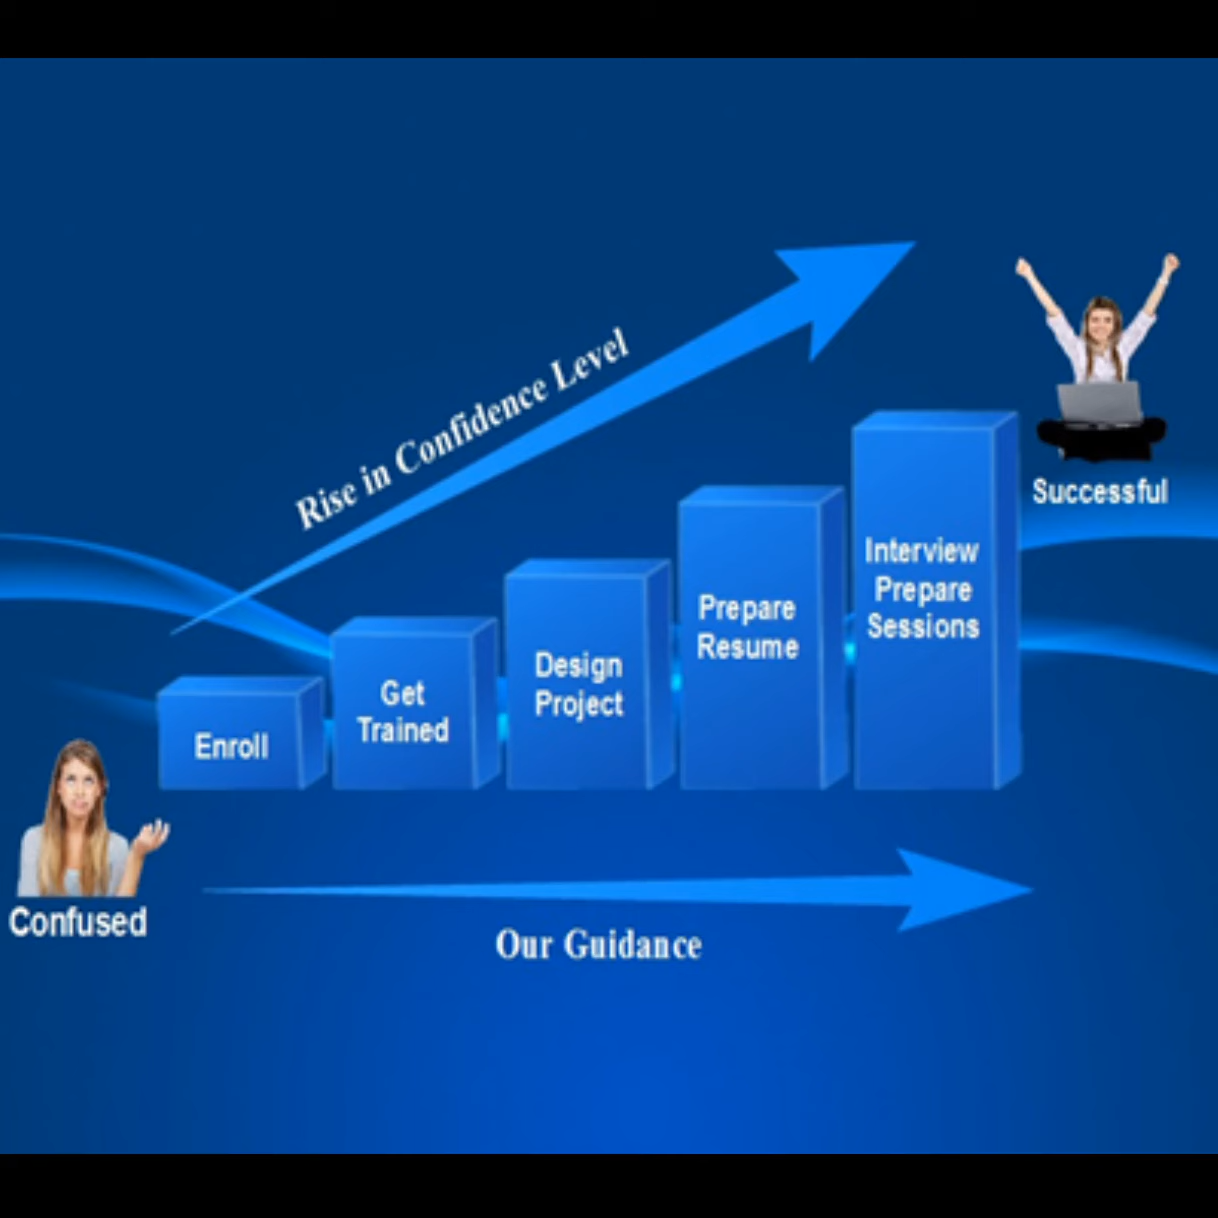 Rise in Confidence Level
Successful
Interview
Prepare
Sessions
Prepare
Resume
Design
Project
Get
Trained
Enroll
Confused
Our Guidance